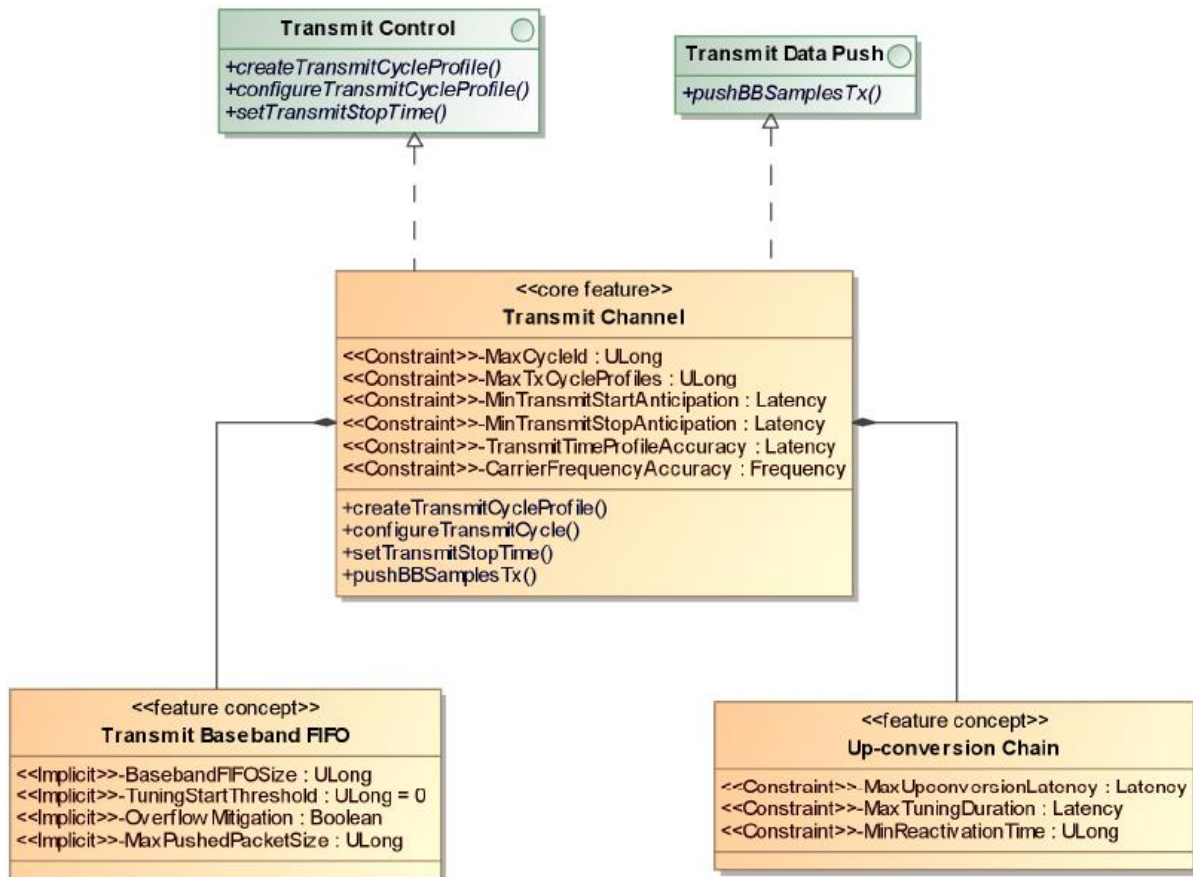 Transmit Control
+createTransmitCycleProfile()
+configureTransmitCycleProfile()
+setTransmitStopTime()
Transmit Data Push
+pushBBSamplesTx()
<<core feature>>
Transmit Channel
<<Constraint>>-MaxCycleId : ULong
<<Constraint>>-MaxTxCycleProfiles : ULong
<<Constraint>>-MinTransmitStartAnticipation : Latency
<<Constraint>>-MinTransmitStopAnticipation : Latency
<<Constraint>>-TransmitTimeProfileAccuracy : Latency
<<Constraint>>-CarrierFrequencyAccuracy : Frequency
+createTransmitCycleProfile()
+configureTransmitCycle()
+setTransmitStopTime()
+pushBBSamplesTx()
<<feature concept>>
Transmit Baseband FIFO
<<Implicit>>-BasebandFIFOSize : ULong
<<Implicit>>-TuningStartThreshold : ULong = 0
<<Implicit>>-OverflowMitigation : Boolean
<<Implicit>>-MaxPushedPacketSize : ULong
<<feature concept>>
Up-conversion Chain
<<Constraint>>-MaxUpconversionLatency : Latency
<<Constraint>>-MaxTuningDuration : Latency
<<Constraint>>-MinReactivationTime : ULong